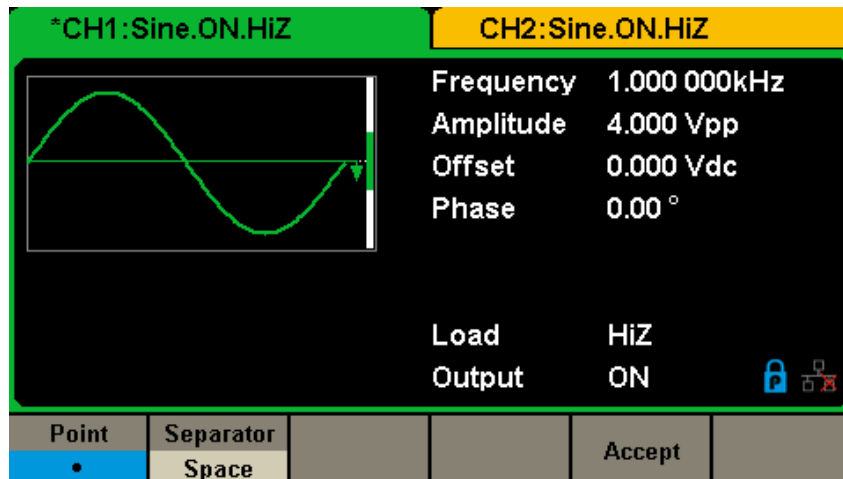 *CH1:Sine.ON.HiZ CH2:Sine.ON.HiZ
Frequency 1.000 000kHz
Amplitude 4.000 Vpp
Offset 0.000 Vdc
Phase 0.00 °
Load HiZ
Output ON P
Point Separator Accept
• Space